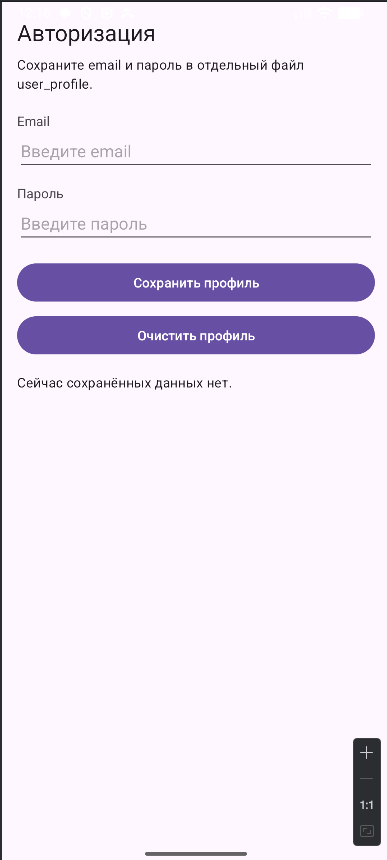 Авторизация
Сохраните email и пароль в отдельный файл
user_profile.
Email
Введите email
Пароль
Введите пароль
Сохранить профиль
Очистить профиль
Сейчас сохранённых данных нет.
1:1